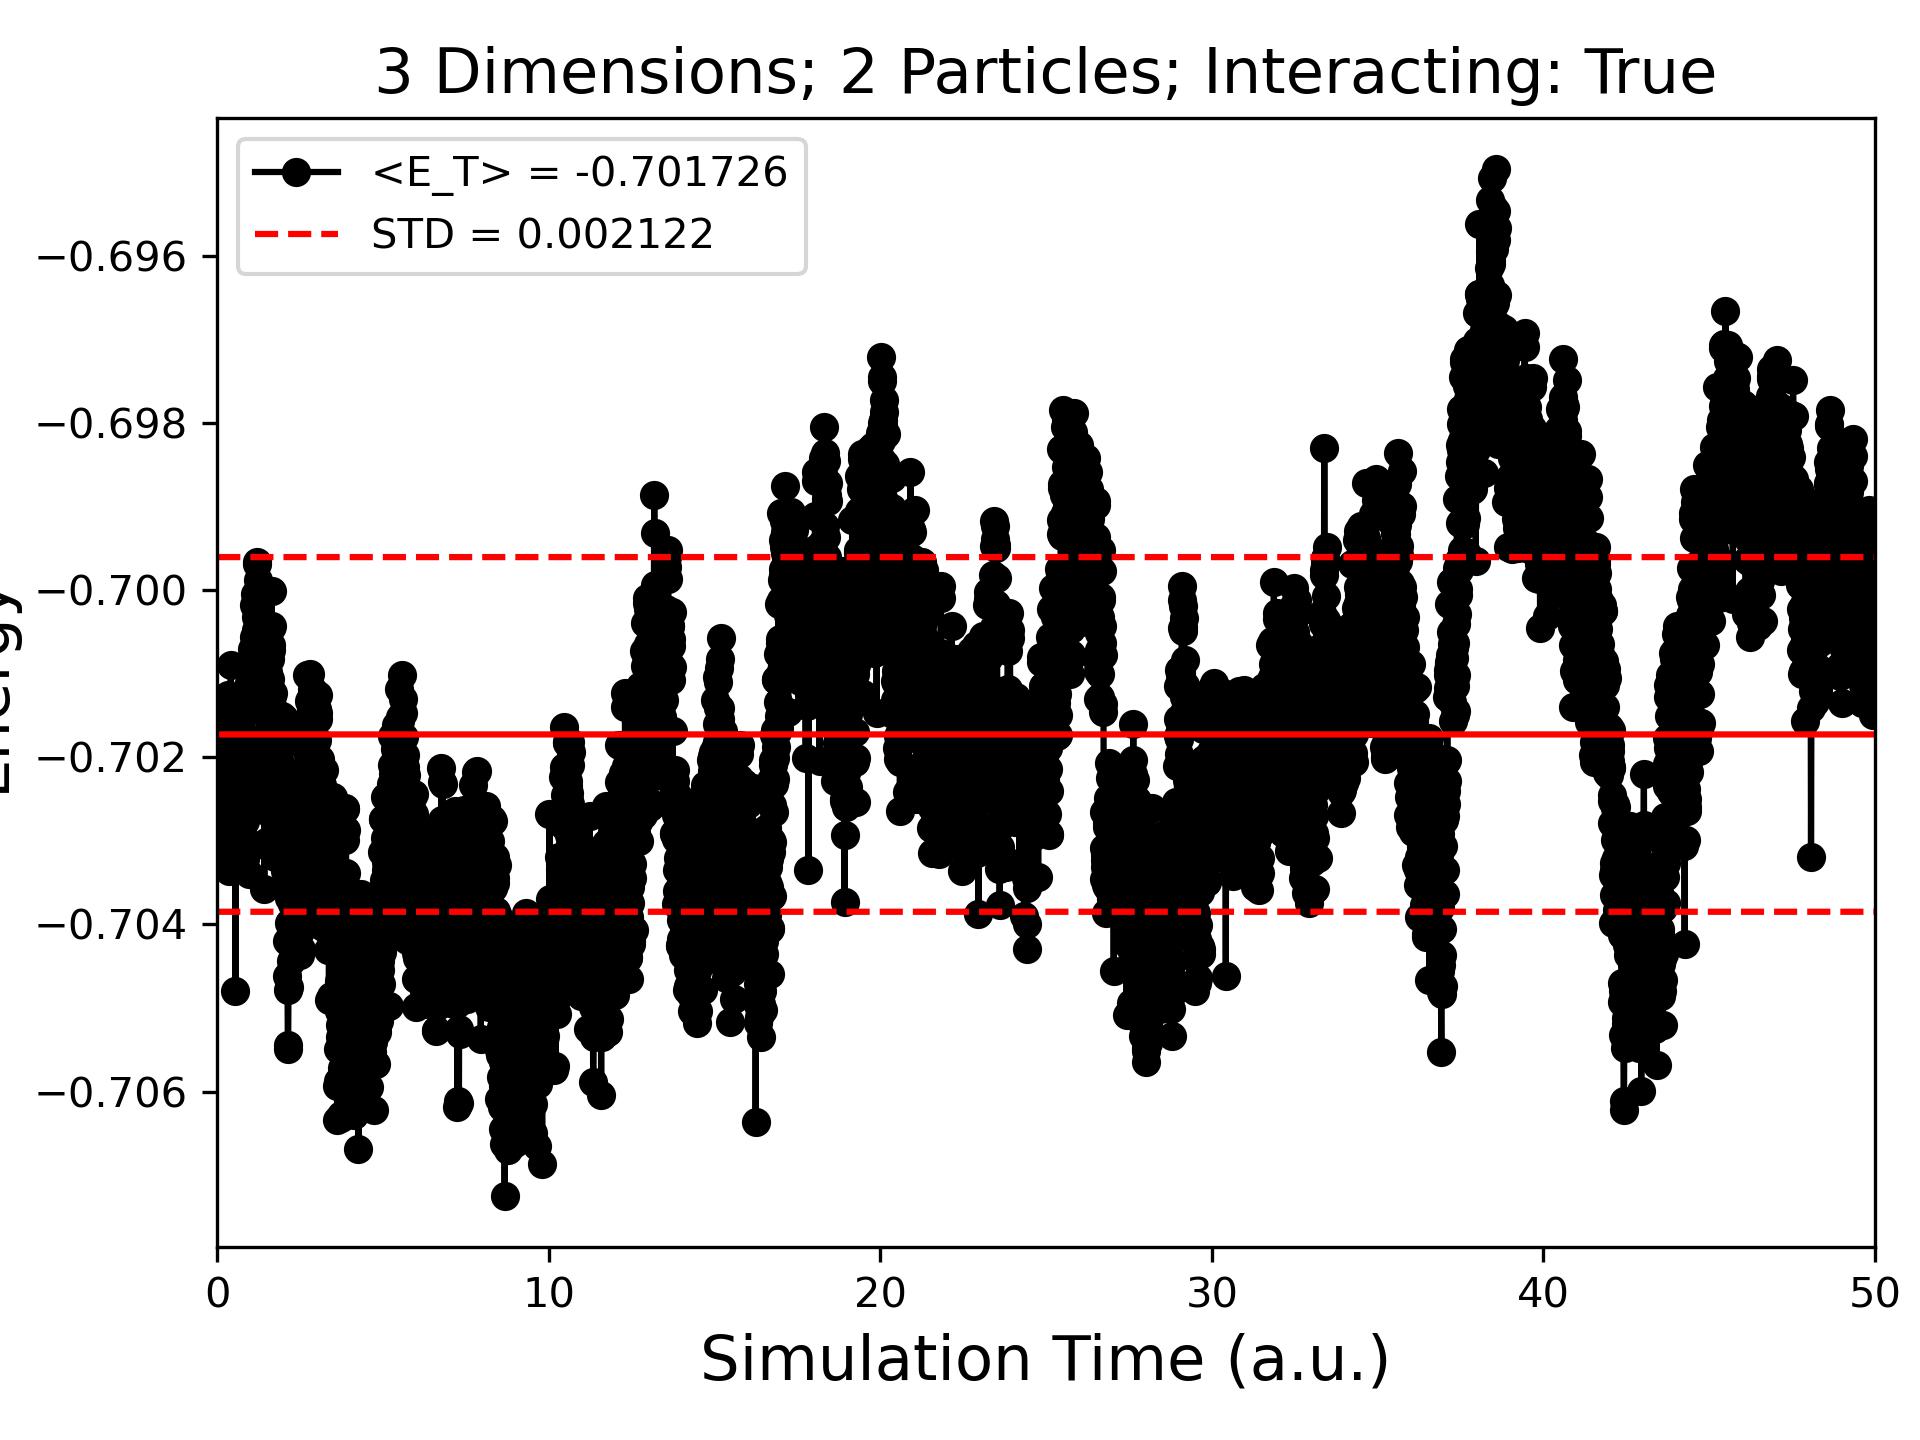 3 Dimensions; 2 Particles; Interacting: True
<E_T> = -0.701726
STD = 0.002122
−0.696
−0.698
−0.700
−0.702
−0.704
−0.706
Energy
0 10 20 30 40 50
Simulation Time (a.u.)